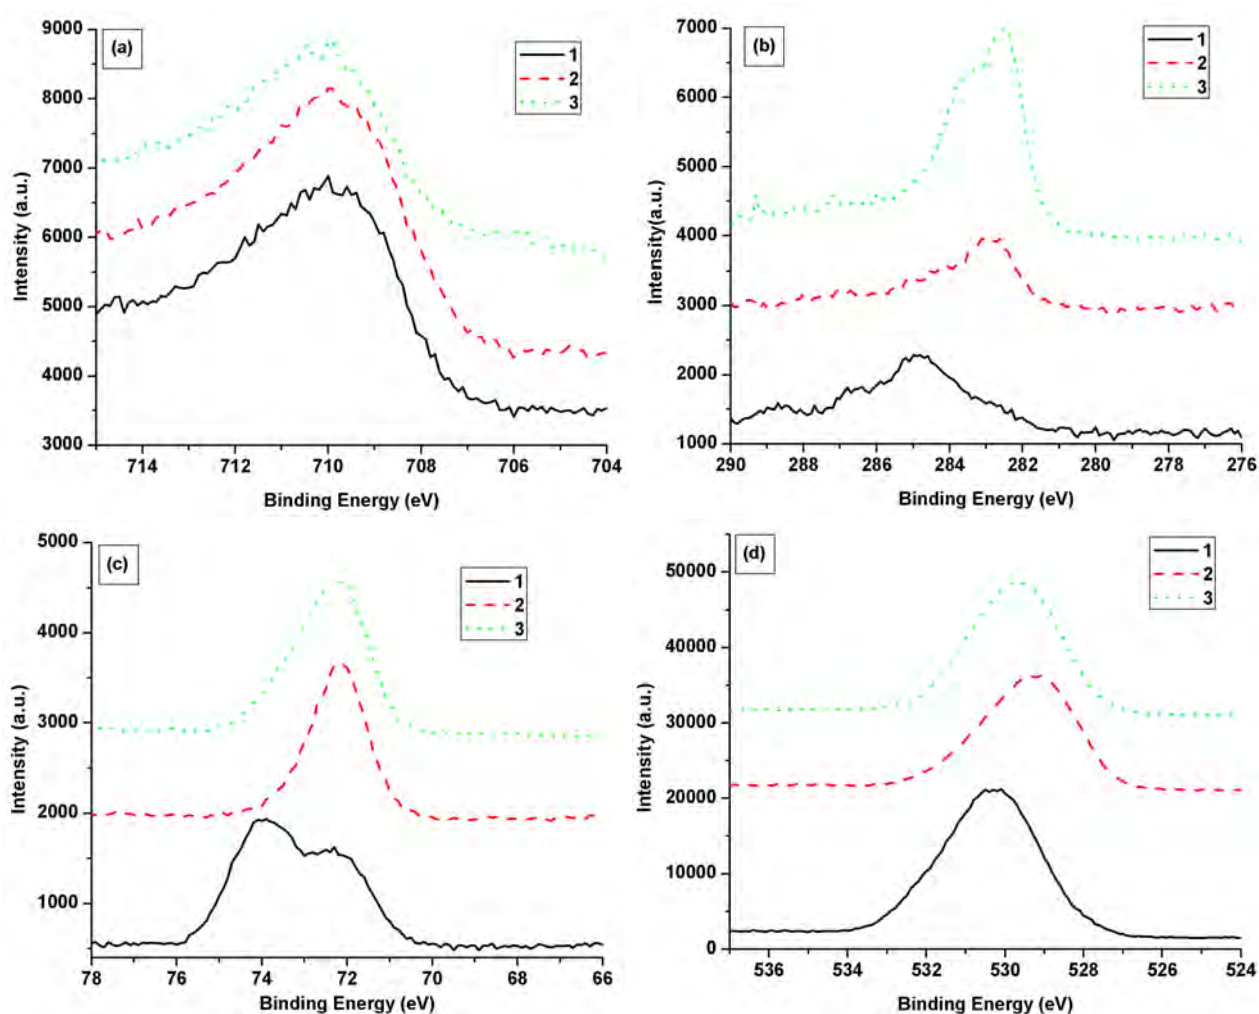 (a)
1
2
3
9000
8000
7000
6000
5000
4000
3000
Intensity (a.u.)
714 712 710 708 706 704
Binding Energy (eV)
(b)
1
2
3
7000
6000
5000
4000
3000
2000
1000
Intensity(a.u.)
290 288 286 284 282 280 278 276
Binding Energy (eV)
(c)
1
2
3
5000
4000
3000
2000
1000
Intensity (a.u.)
78 76 74 72 70 68 66
Binding Energy (eV)
(d)
1
2
3
50000
40000
30000
20000
10000
0
Intensity (a.u.)
536 534 532 530 528 526 524
Binding Energy (eV)